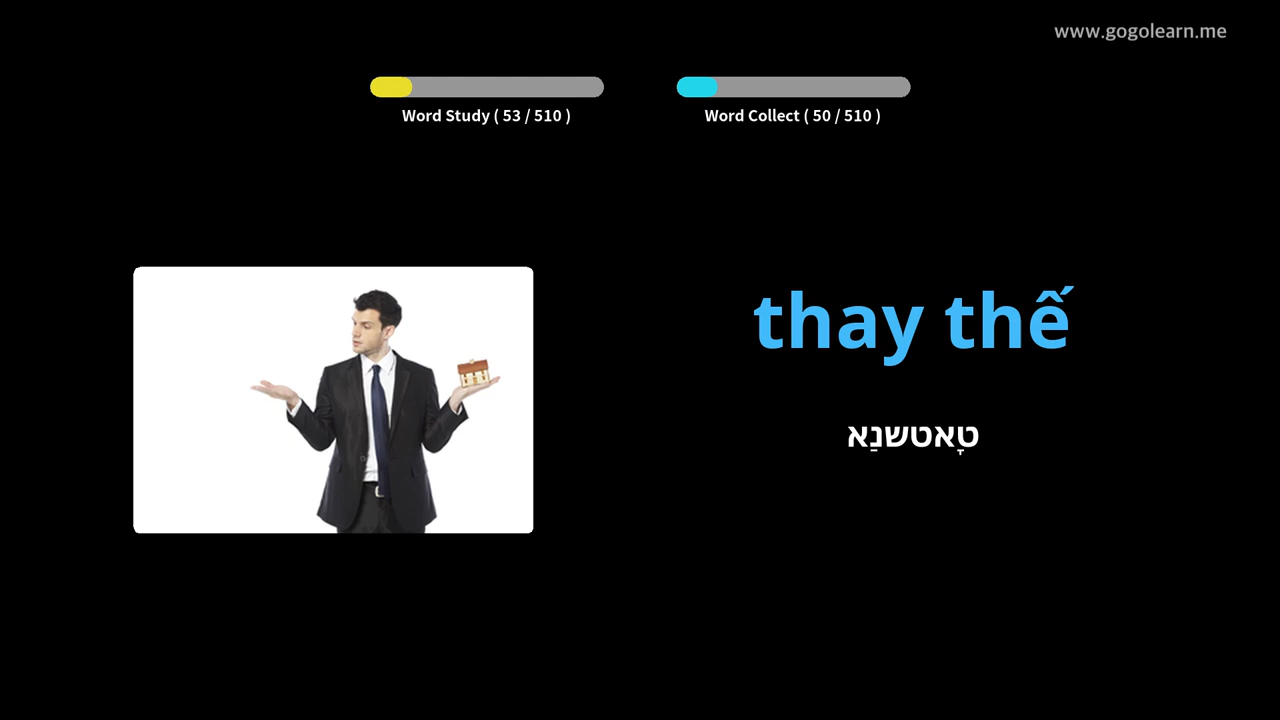 www.gogolearn.me
Word Study ( 53 / 510 )
Word Collect ( 50 / 510 )
thay thế
טָאטשנַא